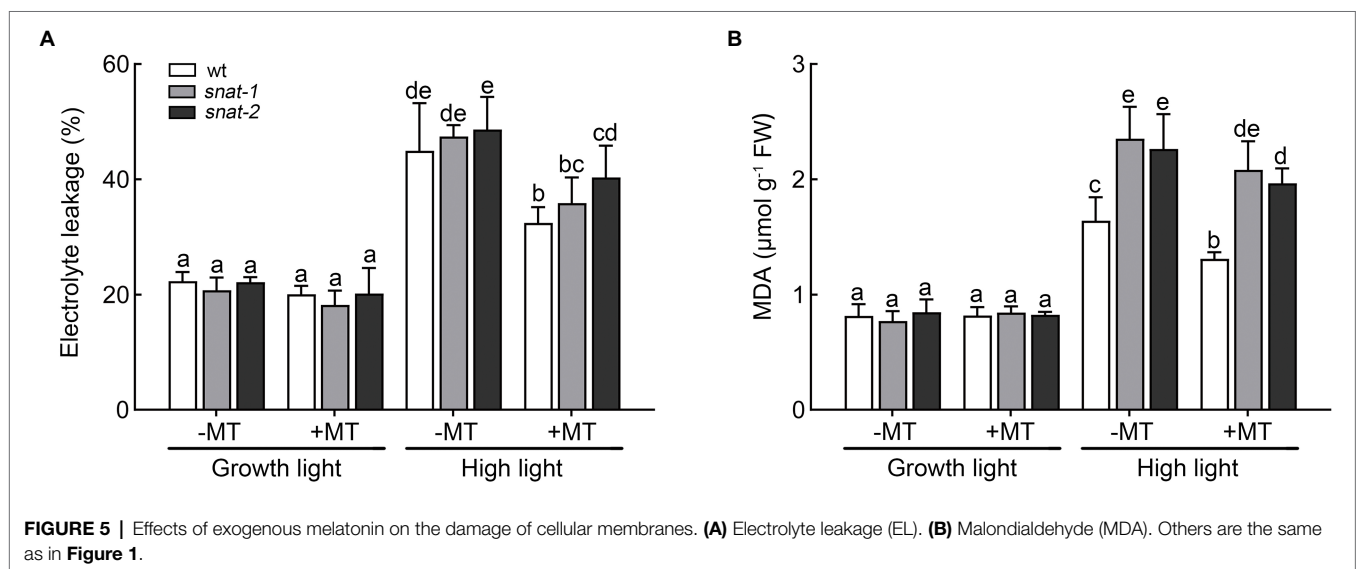 A
Electrolyte leakage (%)
60
40
20
0
wt
snat-1
snat-2
a a a
a a a
de de e
b bc cd
-MT +MT -MT +MT
Growth light High light
B
MDA (µmol g⁻¹ FW)
3
2
1
0
a a a
a a a
c e e
b de d
-MT +MT -MT +MT
Growth light High light
FIGURE 5 | Effects of exogenous melatonin on the damage of cellular membranes. (A) Electrolyte leakage (EL). (B) Malondialdehyde (MDA). Others are the same
as in Figure 1.